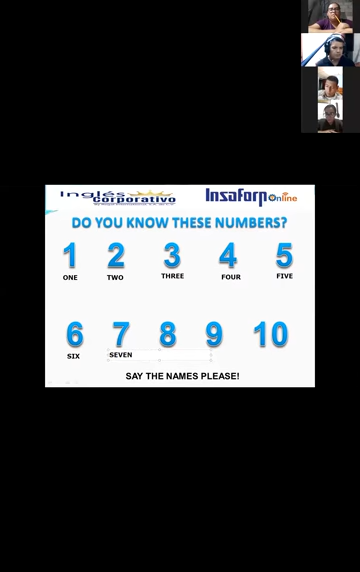 Inglés Corporativo
Insaforp Online
DO YOU KNOW THESE NUMBERS?
1 2 3 4 5
ONE TWO THREE FOUR FIVE
6 7 8 9 10
SIX SEVEN
SAY THE NAMES PLEASE!